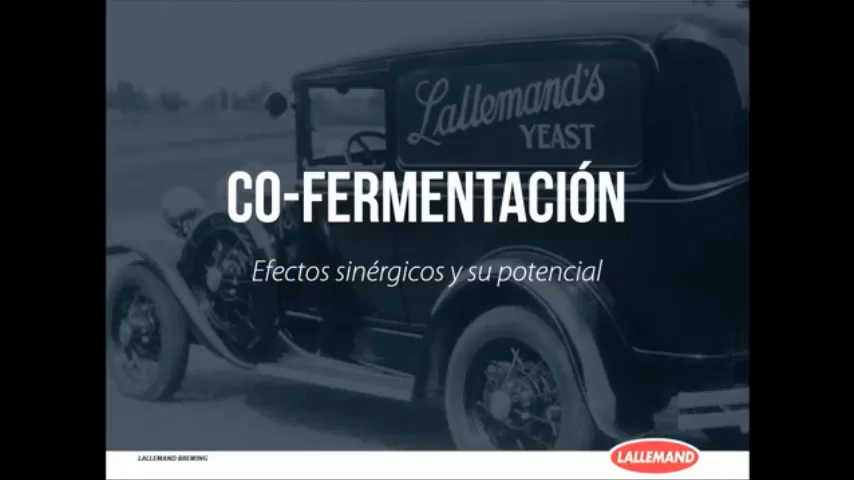 Lallemand's
YEAST
CO-FERMENTACIÓN
Efectos sinérgicos y su potencial
LALLEMAND BREWING
LALLEMAND